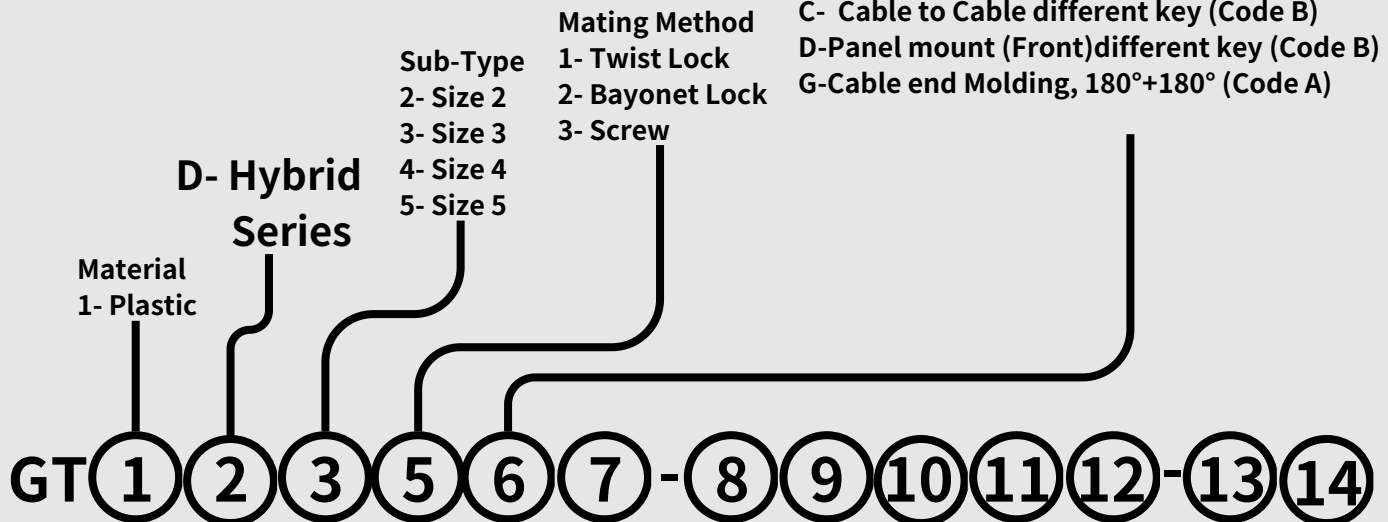 Mating Method
1- Twist Lock
2- Bayonet Lock
3- Screw
C- Cable to Cable different key (Code B)
D-Panel mount (Front)different key (Code B)
G-Cable end Molding, 180°+180° (Code A)
Sub-Type
2- Size 2
3- Size 3
4- Size 4
5- Size 5
D- Hybrid
Series
Material
1- Plastic
GT 1 2 3 5 6 7 - 8 9 10 11 12 - 13 14